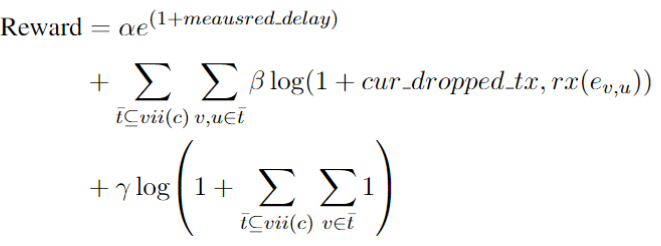 Reward = αe^{(1+meausred_delay)}
+ ∑_{t̄⊆vii(c)} ∑_{v,u∈t̄} β log(1 + cur_dropped_tx, rx(e_{v,u}))
+ γ log(1 + ∑_{t̄⊆vii(c)} ∑_{v∈t̄} 1)